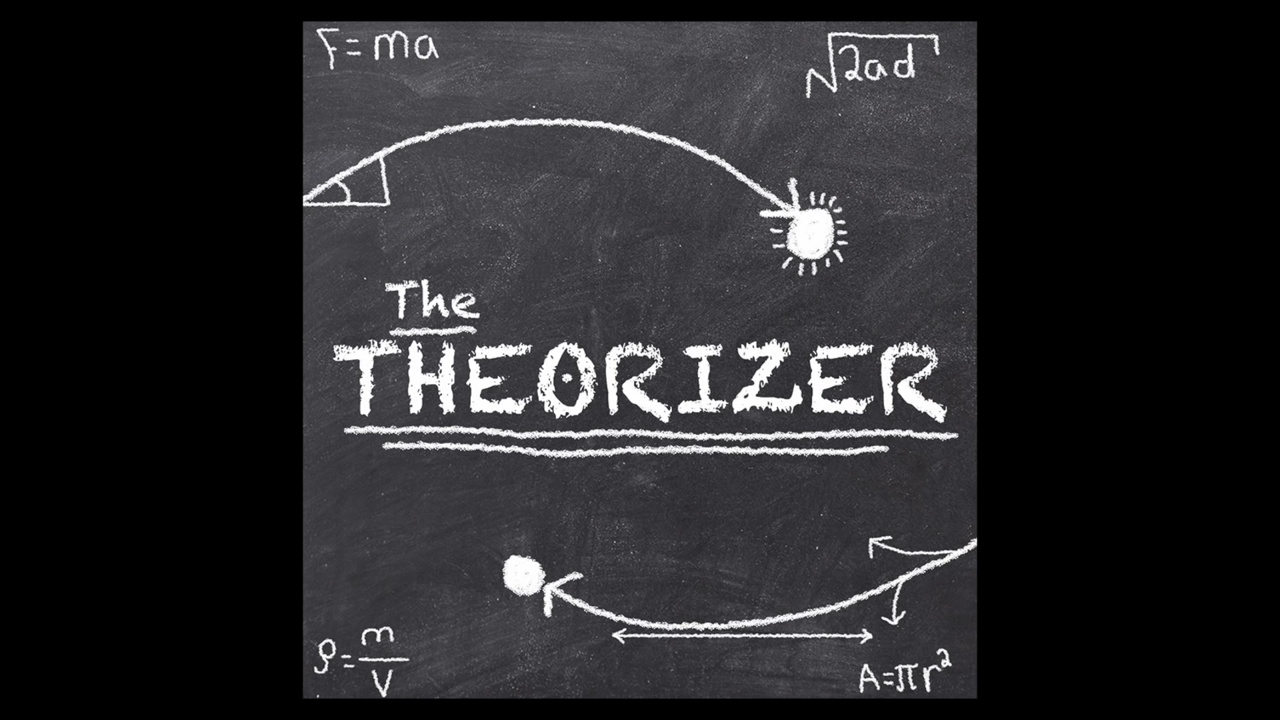 F=ma
√2ad
The
THEORIZER
ρ=m/V
A=πr²